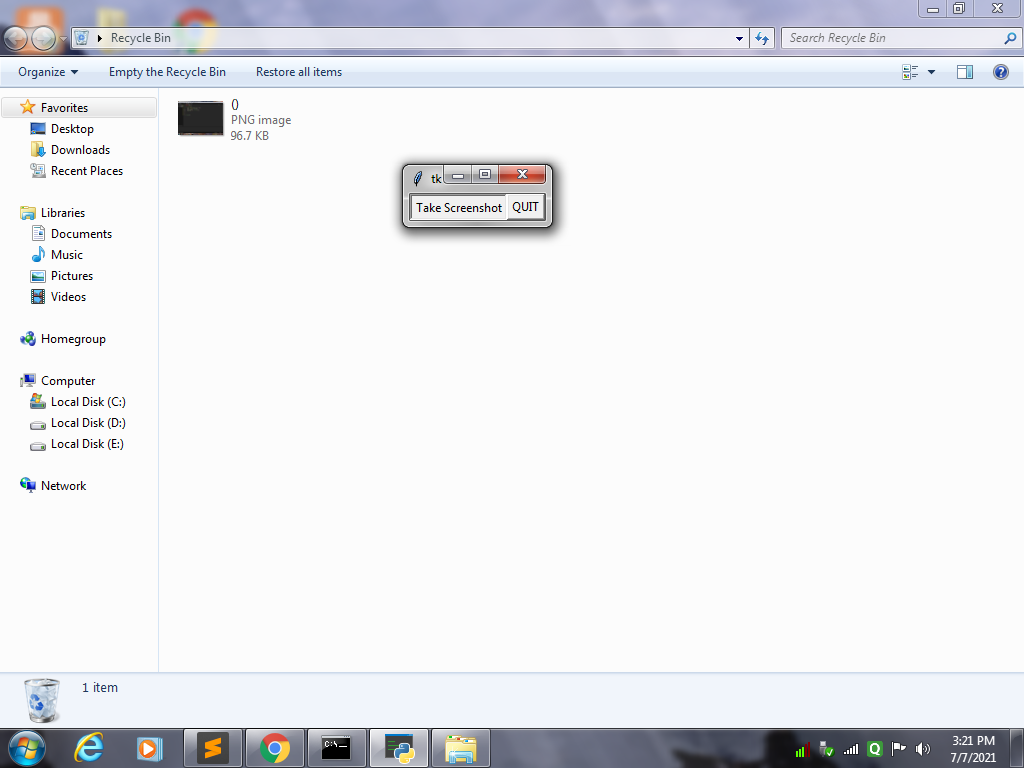 Recycle Bin
Search Recycle Bin
Organize
Empty the Recycle Bin
Restore all items
Favorites
Desktop
Downloads
Recent Places
Libraries
Documents
Music
Pictures
Videos
Homegroup
Computer
Local Disk (C:)
Local Disk (D:)
Local Disk (E:)
Network
()
PNG image
96.7 KB
tk
Take Screenshot
QUIT
1 item
C:\_
3:21 PM
7/7/2021